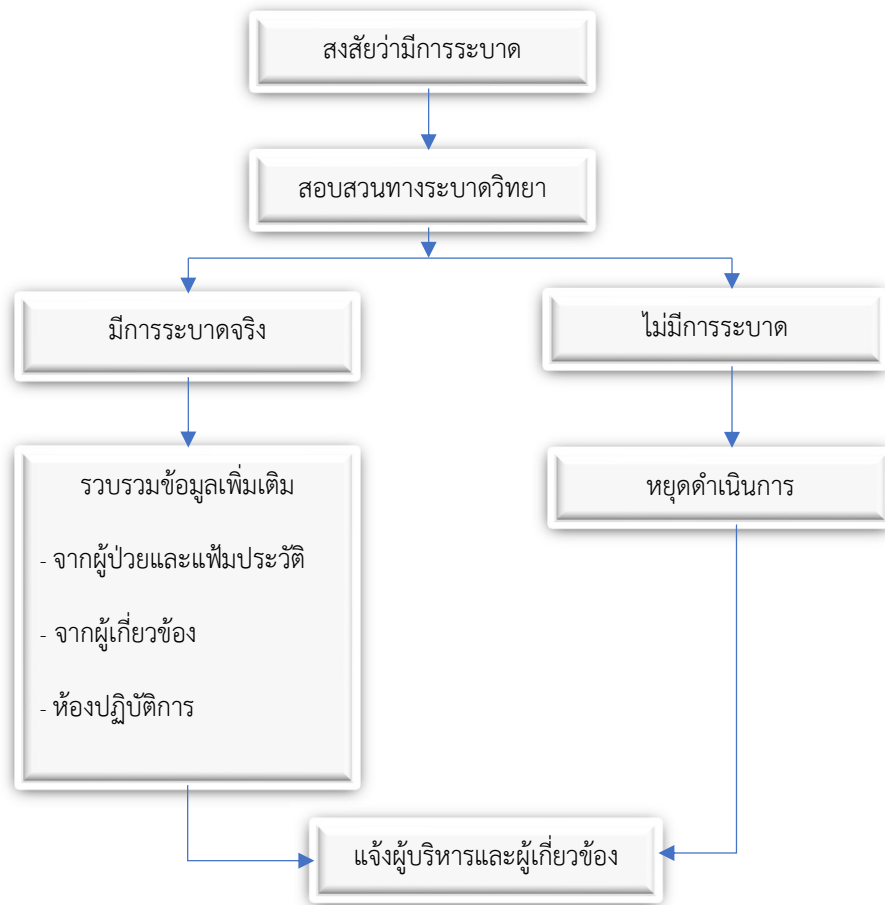 สงสัยว่ามีการระบาด
สอบสวนทางระบาดวิทยา
มีการระบาดจริง
ไม่มีการระบาด
รวบรวมข้อมูลเพิ่มเติม
- จากผู้ป่วยและแฟ้มประวัติ
- จากผู้เกี่ยวข้อง
- ห้องปฏิบัติการ
หยุดดำเนินการ
แจ้งผู้บริหารและผู้เกี่ยวข้อง